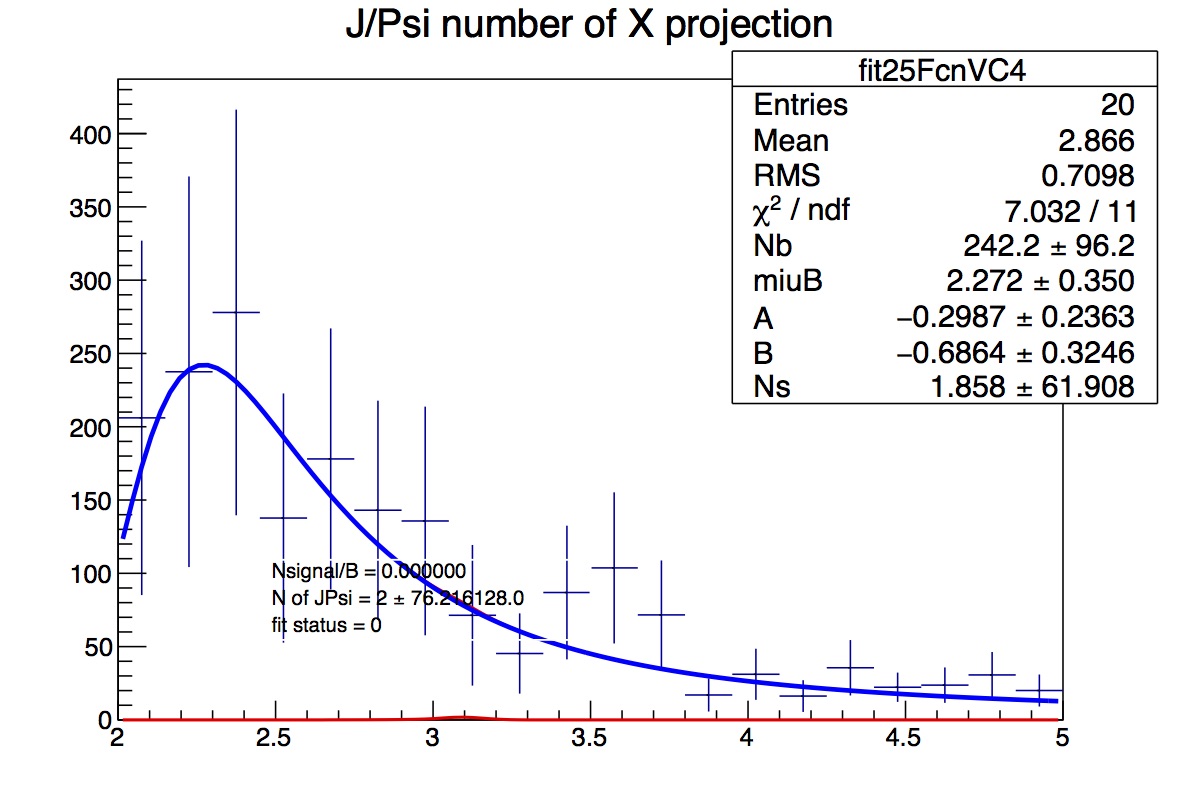 J/Psi number of X projection
fit25FcnVC4
Entries 20
Mean 2.866
RMS 0.7098
χ² / ndf 7.032 / 11
Nb 242.2 ± 96.2
miuB 2.272 ± 0.350
A −0.2987 ± 0.2363
B −0.6864 ± 0.3246
Ns 1.858 ± 61.908
400
350
300
250
200
150
100
50
0
Nsignal/B = 0.000000
N of JPsi = 2 ± 76.216128.0
fit status = 0
2 2.5 3 3.5 4 4.5 5